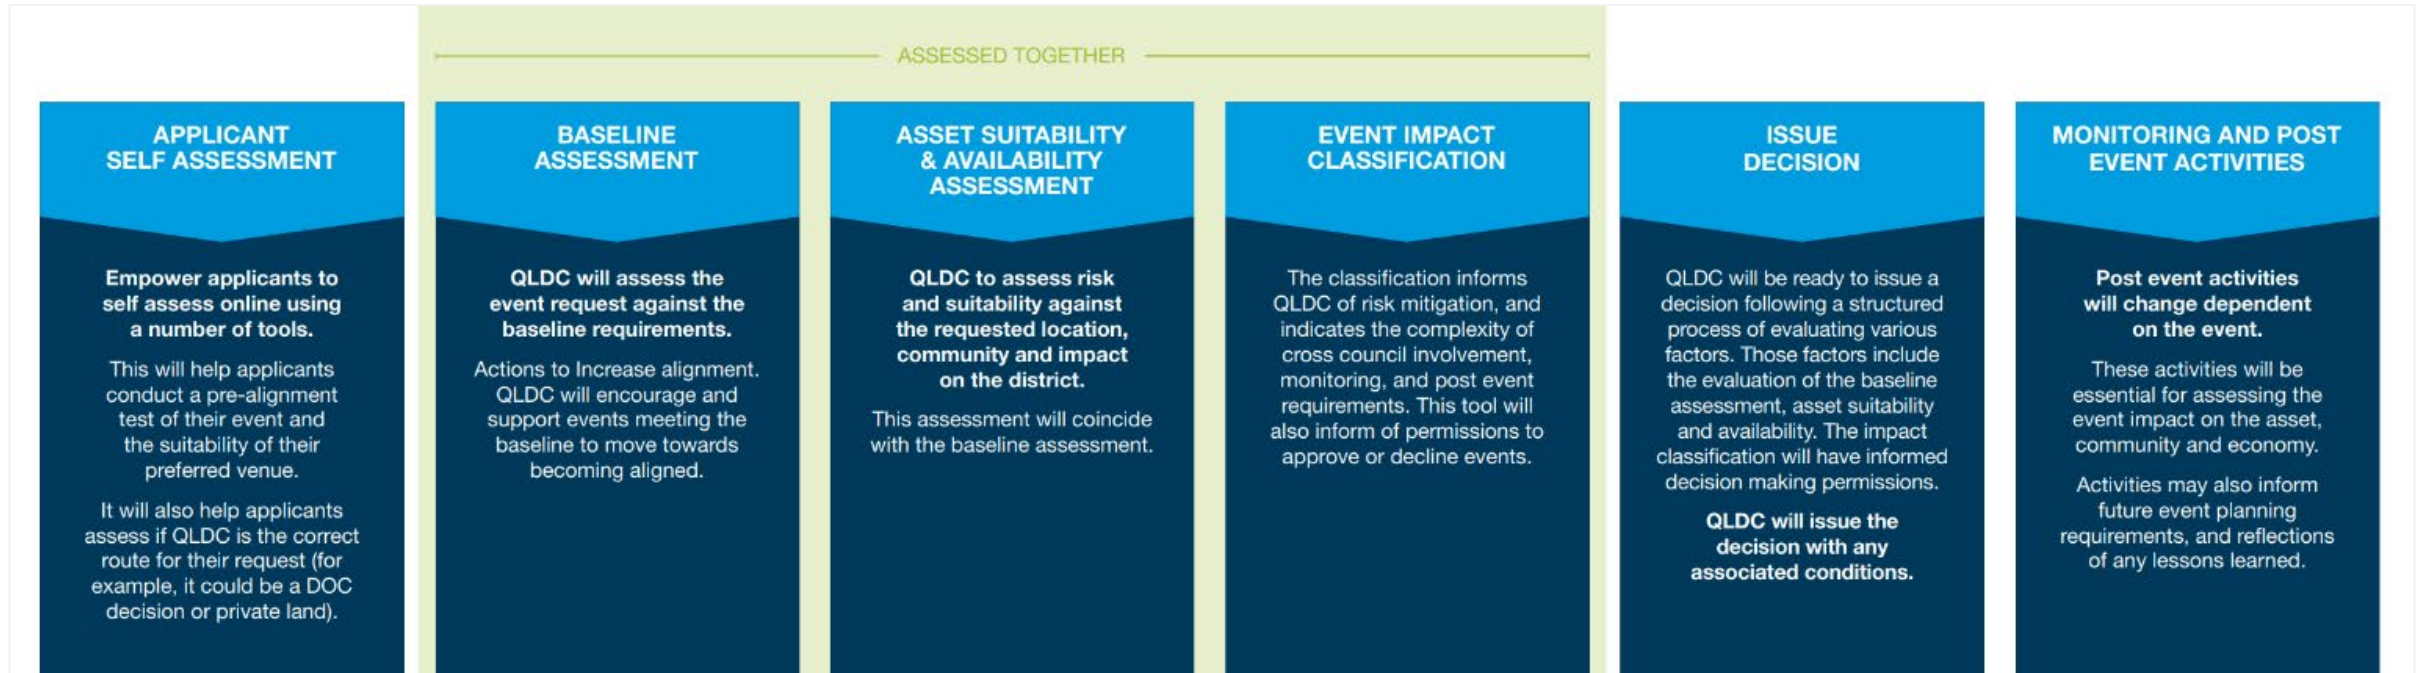 ASSESSED TOGETHER
APPLICANT
SELF ASSESSMENT
Empower applicants to
self assess online using
a number of tools.
This will help applicants
conduct a pre-alignment
test of their event and
the suitability of their
preferred venue.
It will also help applicants
assess if QLDC is the correct
route for their request (for
example, it could be a DOC
decision or private land).
BASELINE
ASSESSMENT
QLDC will assess the
event request against the
baseline requirements.
Actions to Increase alignment.
QLDC will encourage and
support events meeting the
baseline to move towards
becoming aligned.
ASSET SUITABILITY
& AVAILABILITY
ASSESSMENT
QLDC to assess risk
and suitability against
the requested location,
community and impact
on the district.
This assessment will coincide
with the baseline assessment.
EVENT IMPACT
CLASSIFICATION
The classification informs
QLDC of risk mitigation, and
indicates the complexity of
cross council involvement,
monitoring, and post event
requirements. This tool will
also inform of permissions to
approve or decline events.
ISSUE
DECISION
QLDC will be ready to issue a
decision following a structured
process of evaluating various
factors. Those factors include
the evaluation of the baseline
assessment, asset suitability
and availability. The impact
classification will have informed
decision making permissions.
QLDC will issue the
decision with any
associated conditions.
MONITORING AND POST
EVENT ACTIVITIES
Post event activities
will change dependent
on the event.
These activities will be
essential for assessing the
event impact on the asset,
community and economy.
Activities may also inform
future event planning
requirements, and reflections
of any lessons learned.